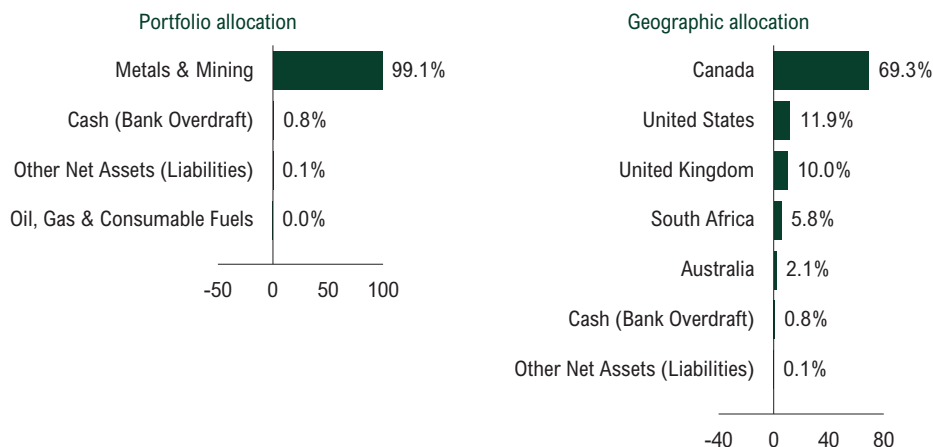 Portfolio allocation
Metals & Mining 99.1%
Cash (Bank Overdraft) 0.8%
Other Net Assets (Liabilities) 0.1%
Oil, Gas & Consumable Fuels 0.0%
-50 0 50 100
Geographic allocation
Canada 69.3%
United States 11.9%
United Kingdom 10.0%
South Africa 5.8%
Australia 2.1%
Cash (Bank Overdraft) 0.8%
Other Net Assets (Liabilities) 0.1%
-40 0 40 80